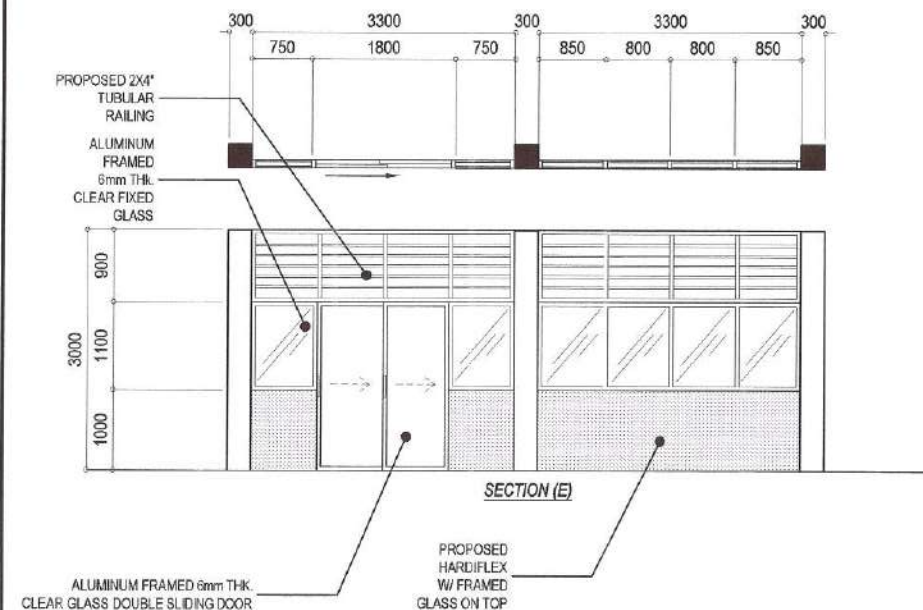 300
3300
300
3300
300
750
1800
750
850
800
800
850
PROPOSED 2X4"
TUBULAR
RAILING
ALUMINUM
FRAMED
6mm THk.
CLEAR FIXED
GLASS
900
3000
1100
1000
SECTION (E)
PROPOSED
HARDIFLEX
W/ FRAMED
GLASS ON TOP
ALUMINUM FRAMED 6mm THK.
CLEAR GLASS DOUBLE SLIDING DOOR